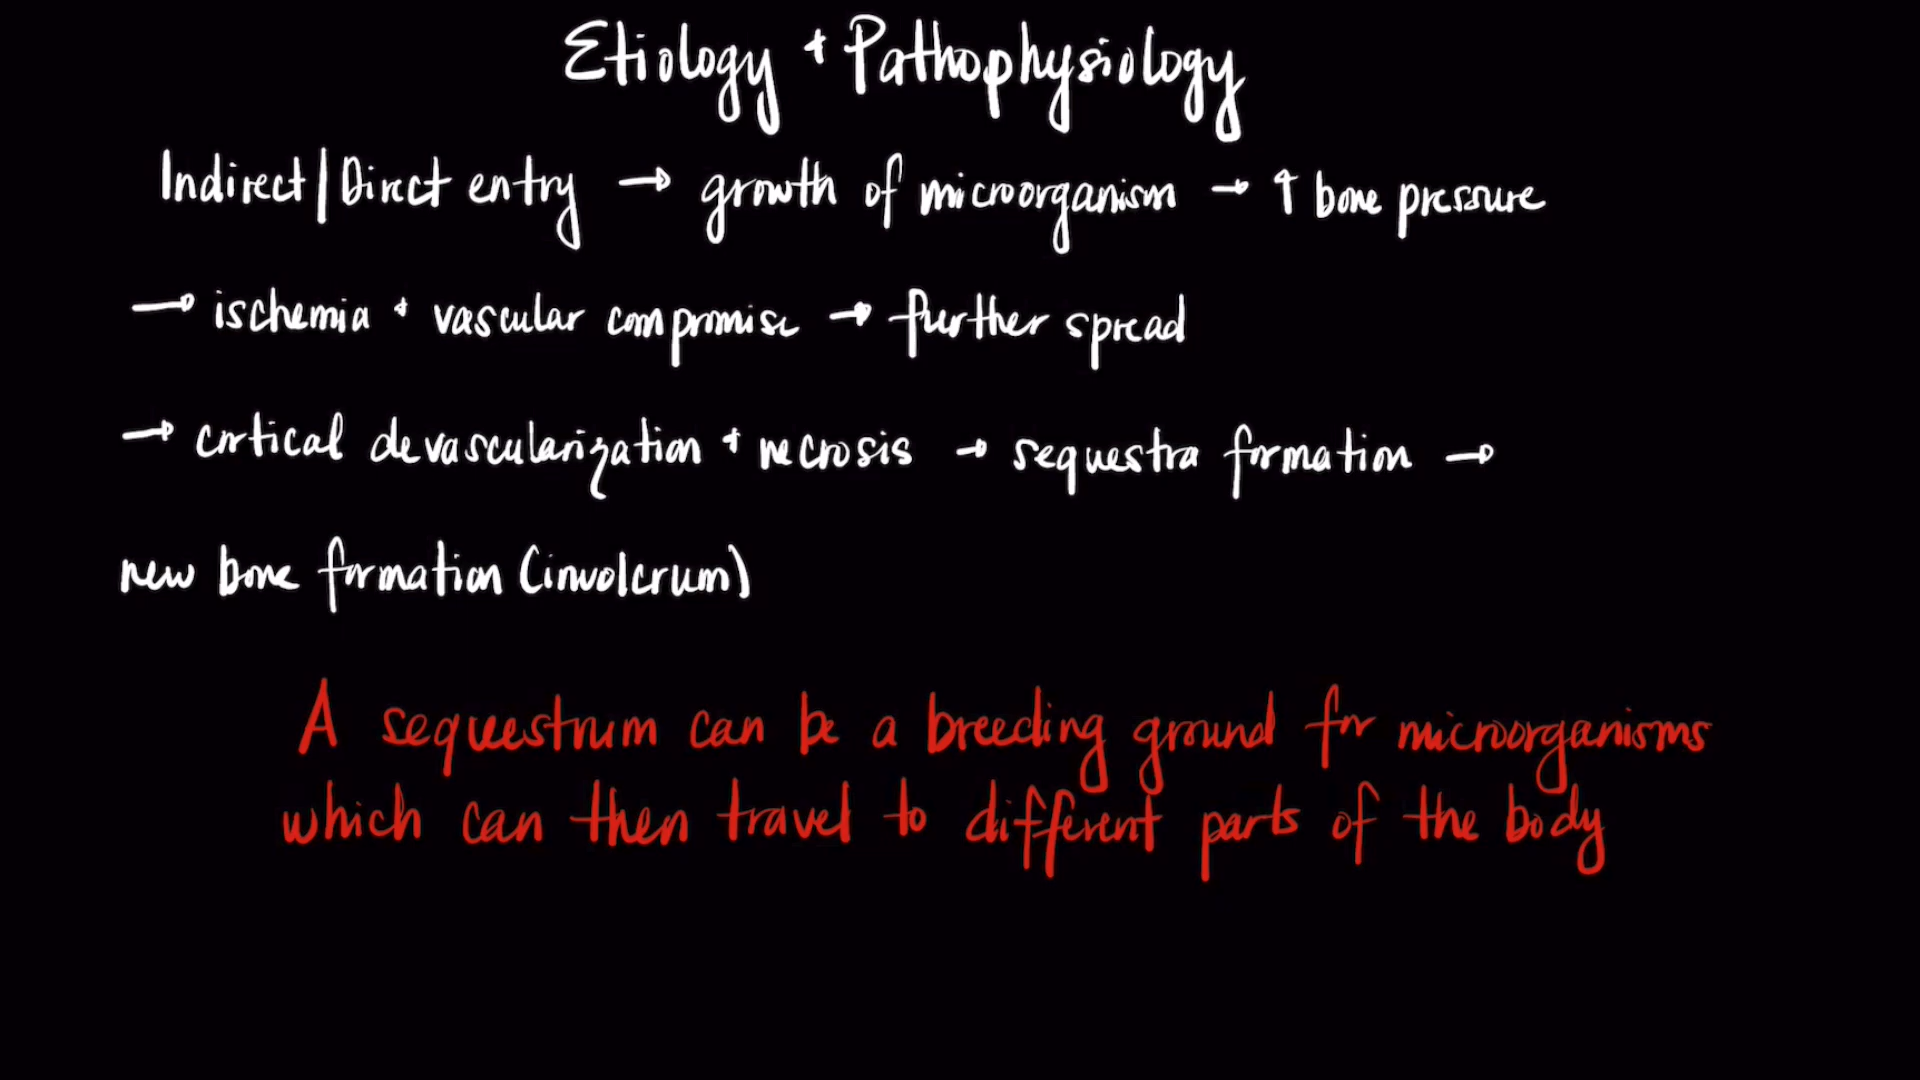 Etiology + Pathophysiology
Indirect/Direct entry → growth of microorganism → ↑ bone pressure
→ ischemia + vascular compromise → further spread
→ cortical devascularization + necrosis → sequestra formation →
new bone formation (involcrum)
A sequestrum can be a breeding ground for microorganisms
which can then travel to different parts of the body